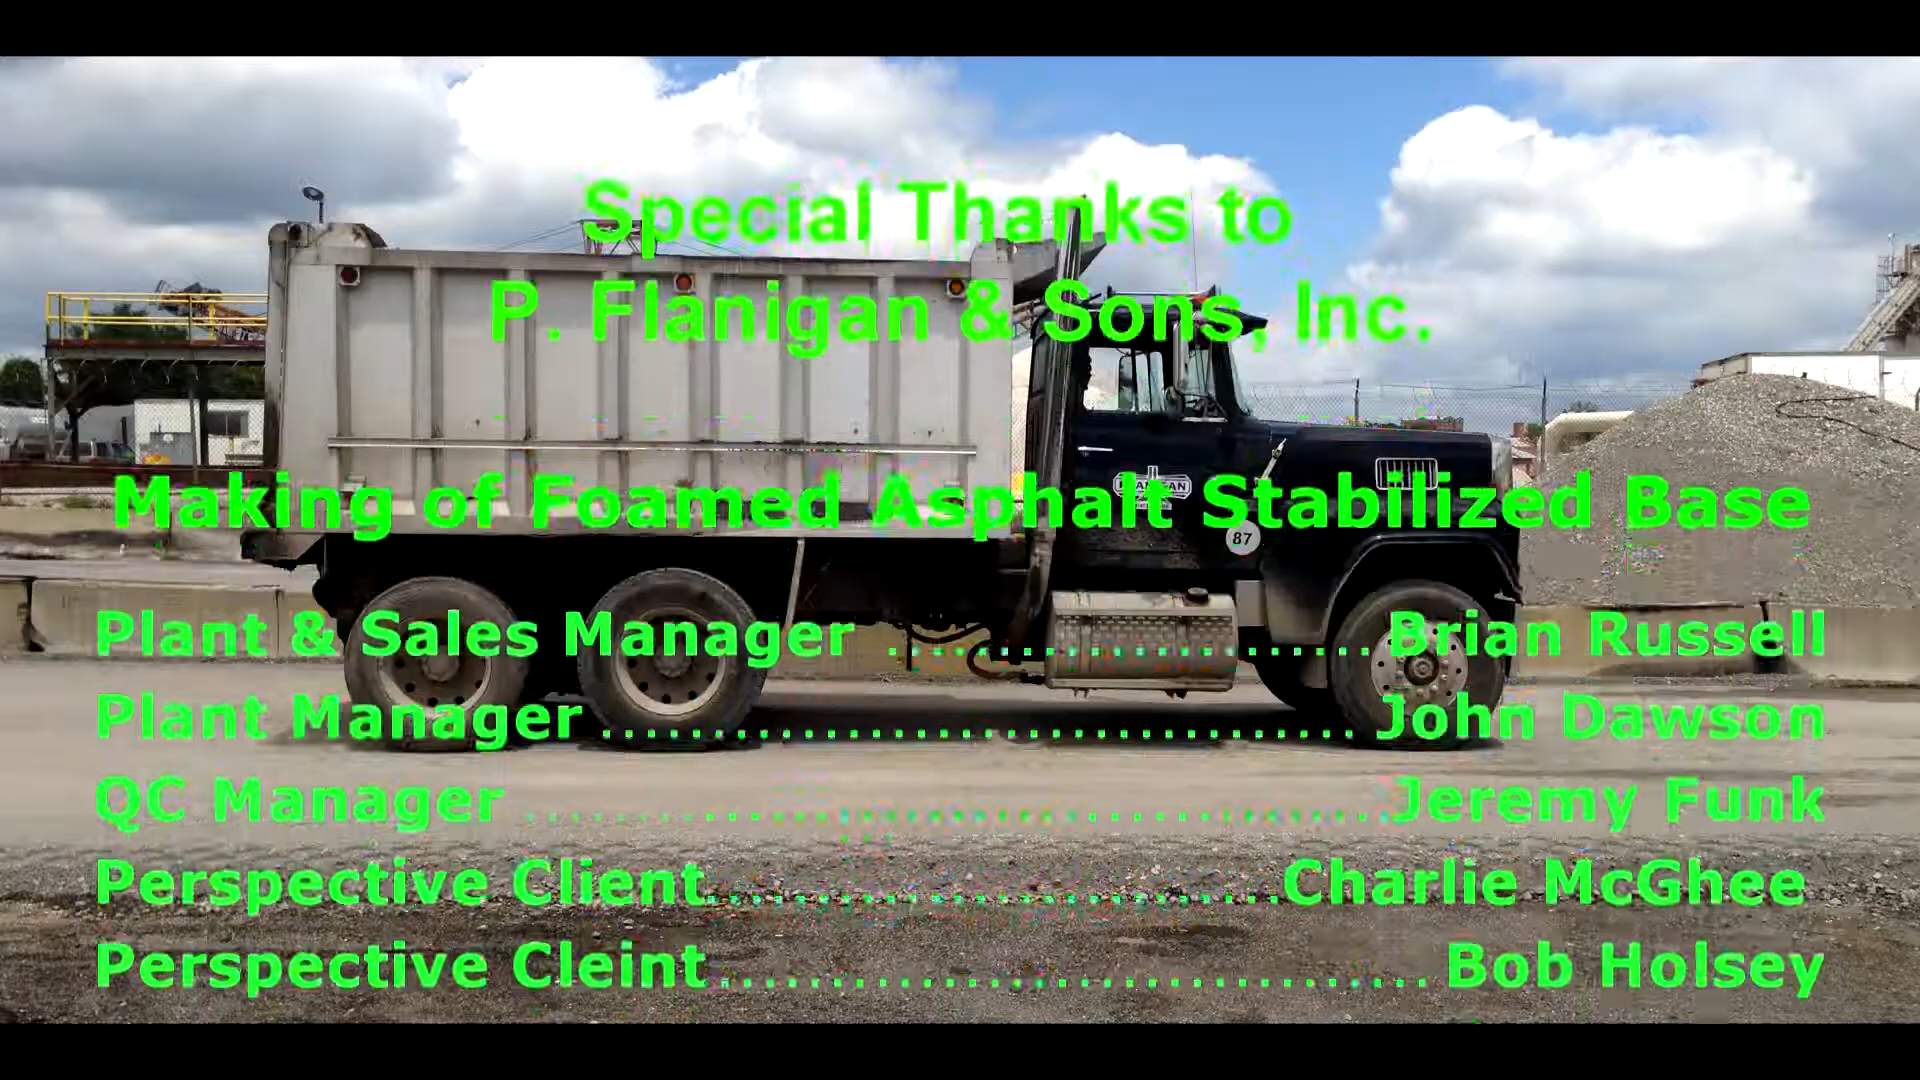 Special Thanks to
P. Flanigan & Sons, Inc.
Making of Foamed Asphalt Stabilized Base
87
Plant & Sales Manager ......................Brian Russell
Plant Manager .................................. John Dawson
QC Manager .......................................Jeremy Funk
Perspective Client..........................Charlie McGhee
Perspective Cleint ................................ Bob Holsey